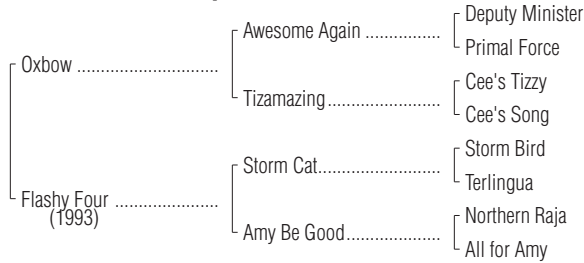 Deputy Minister
Awesome Again ................
Primal Force
Oxbow ..............................
Cee's Tizzy
Tizamazing.....................
Cee's Song
Storm Bird
Storm Cat.......................
Terlingua
Flashy Four ......................
(1993)
Northern Raja
Amy Be Good....................
All for Amy